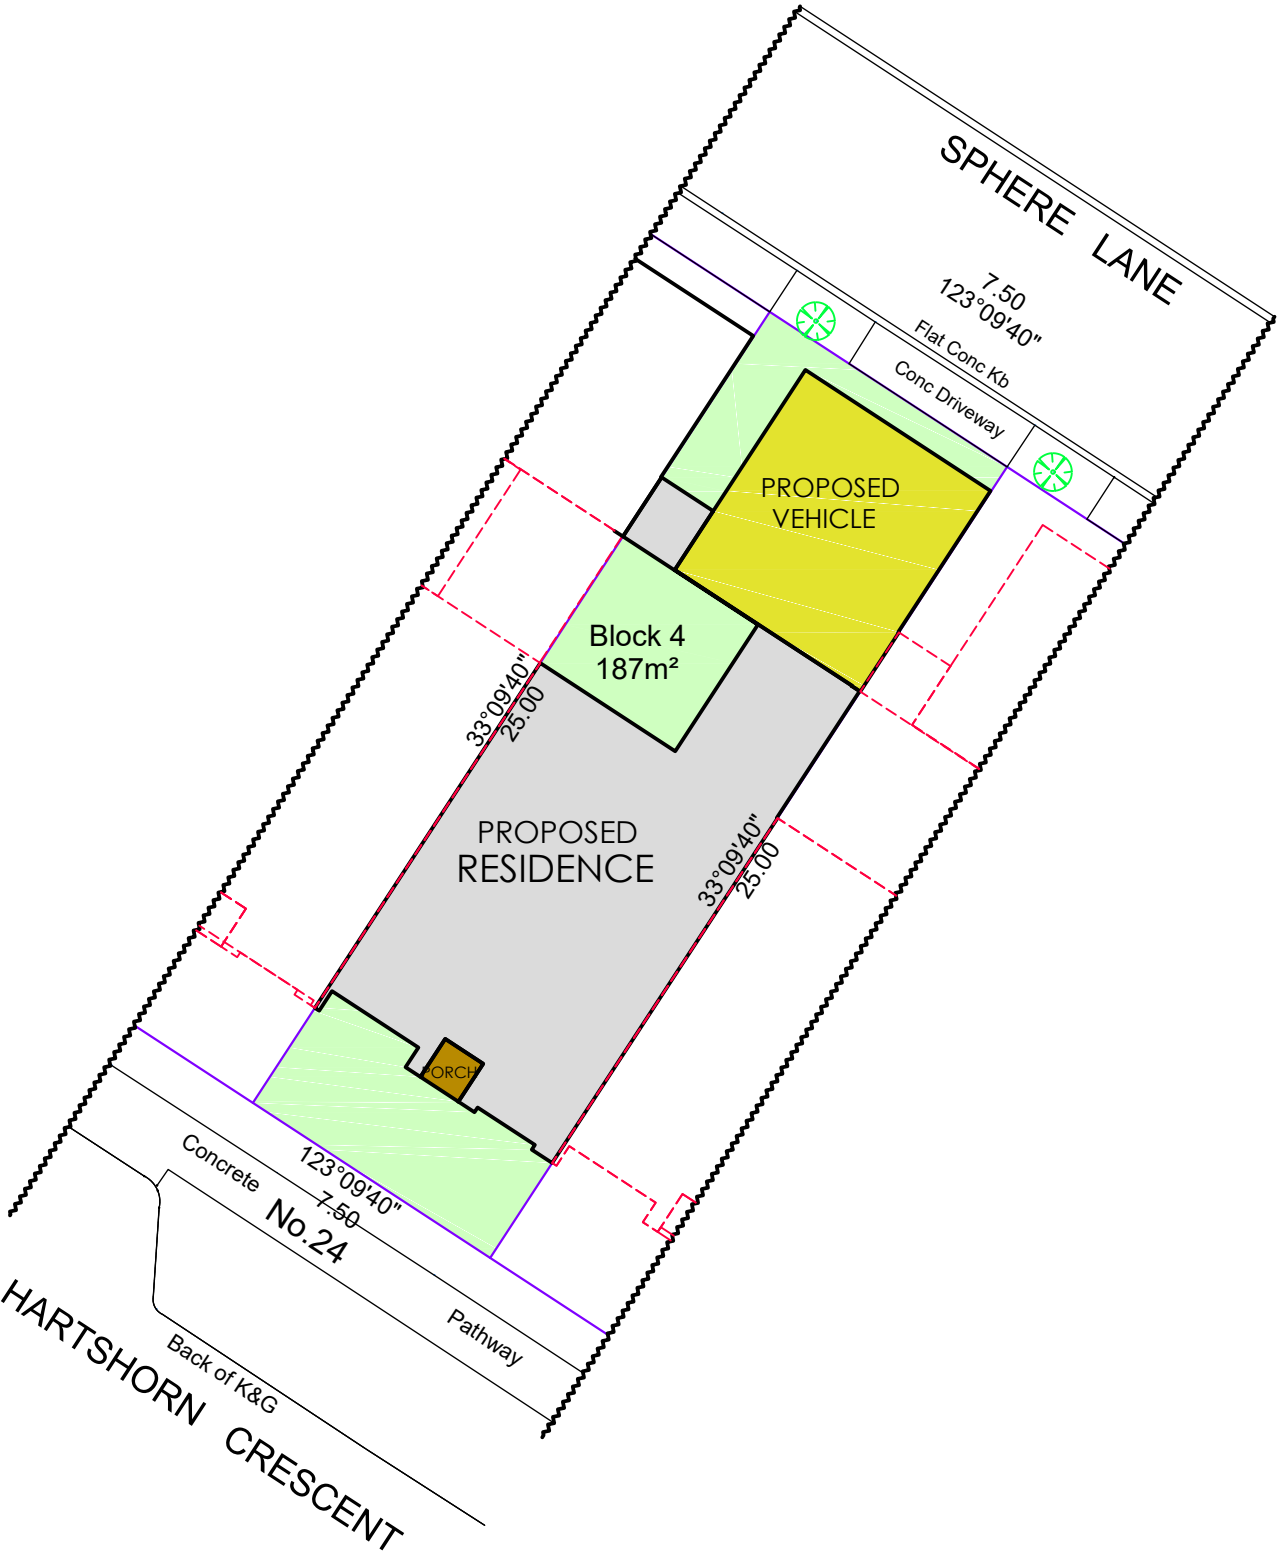 SPHERE LANE
7.50
123°09'40"
Flat Conc Kb
Conc Driveway
PROPOSED
VEHICLE
Block 4
187m²
33°09'40"
25.00
PROPOSED
RESIDENCE
33°09'40"
25.00
PORCH
123°09'40"
7.50
Concrete Pathway
No.24
Back of K&G
HARTSHORN CRESCENT